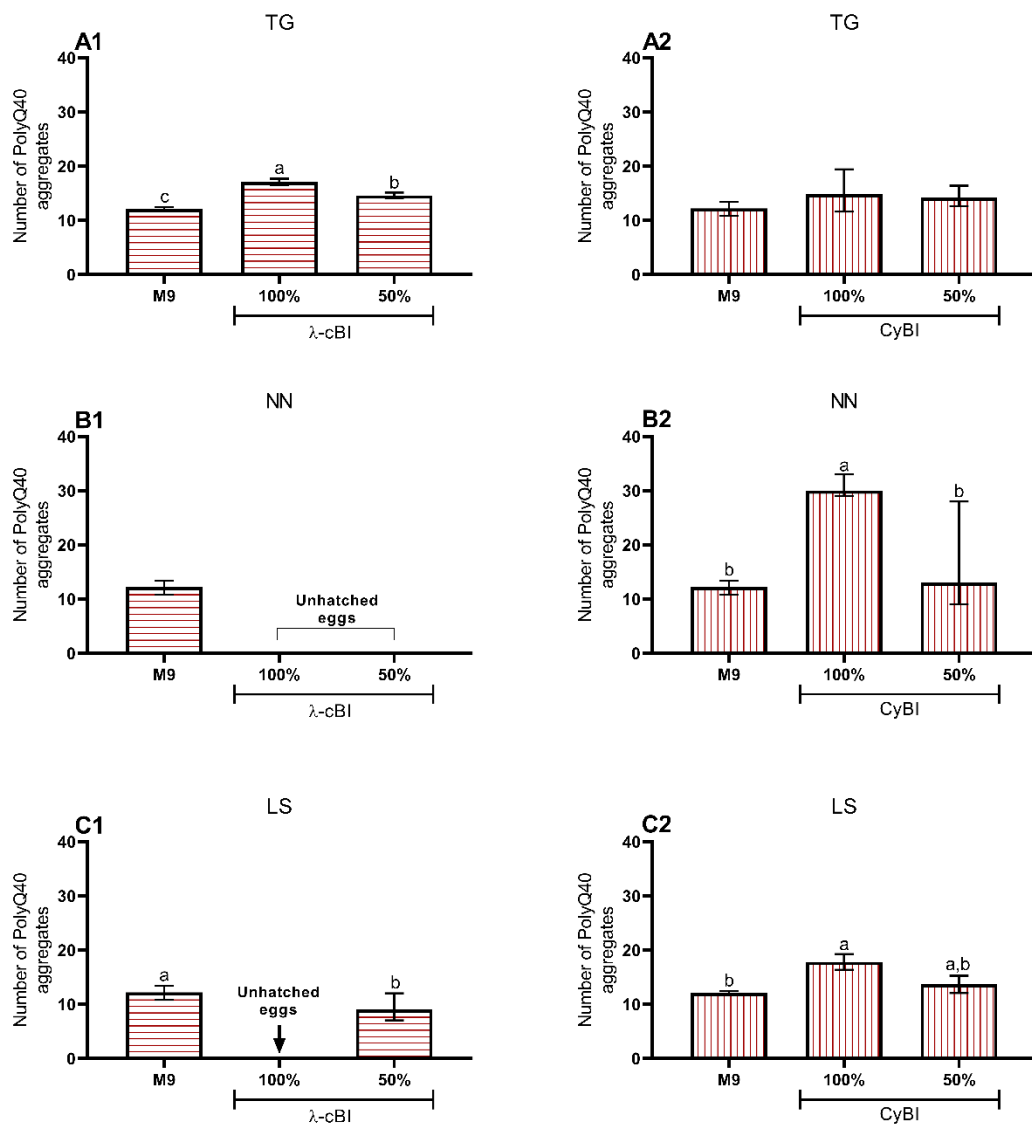 TG
A1
Number of PolyQ40
aggregates
40
30
20
10
0
c
a
b
M9
100%
50%
λ-cBI
TG
A2
Number of PolyQ40
aggregates
40
30
20
10
0
M9
100%
50%
CyBI
NN
B1
Number of PolyQ40
aggregates
40
30
20
10
0
Unhatched
eggs
M9
100%
50%
λ-cBI
NN
B2
Number of PolyQ40
aggregates
40
30
20
10
0
b
a
b
M9
100%
50%
CyBI
LS
C1
Number of PolyQ40
aggregates
40
30
20
10
0
a
Unhatched
eggs
b
M9
100%
50%
λ-cBI
LS
C2
Number of PolyQ40
aggregates
40
30
20
10
0
b
a
a,b
M9
100%
50%
CyBI